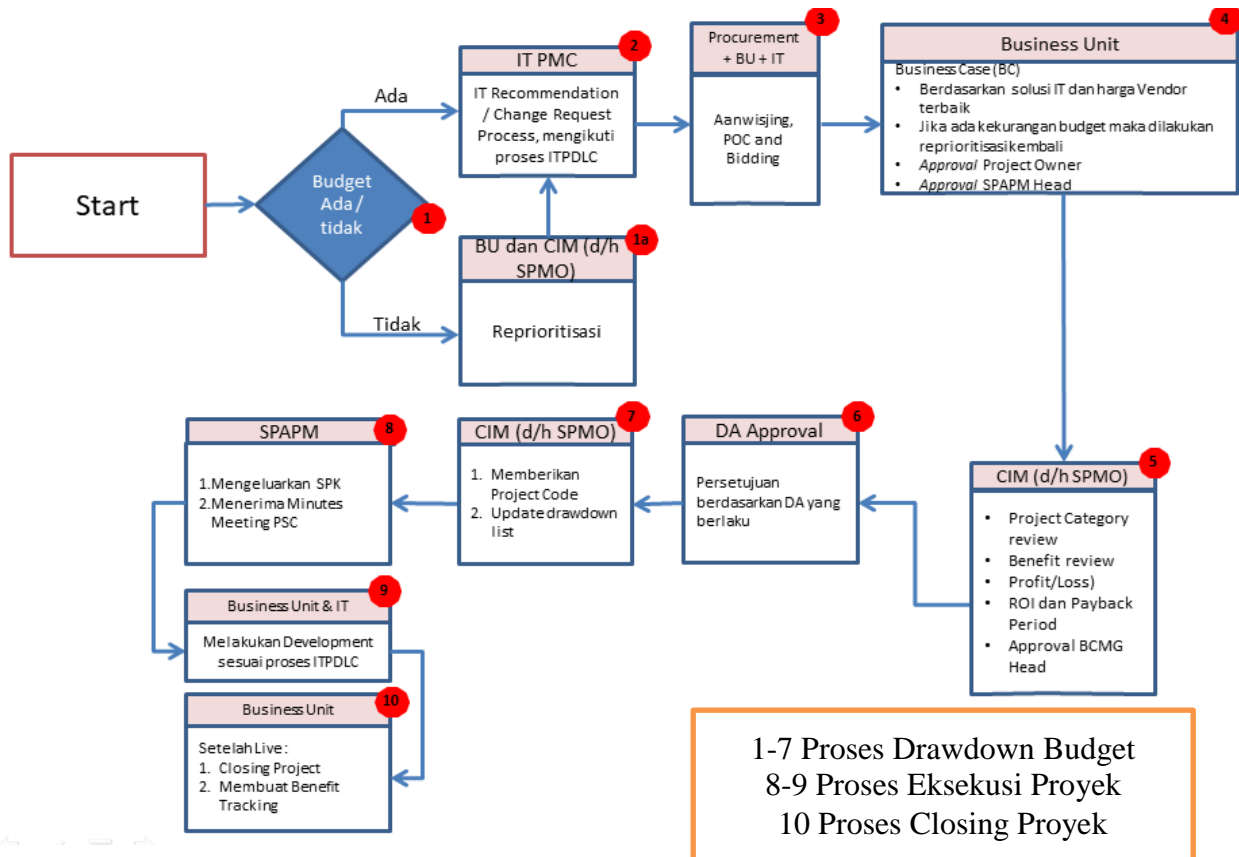 Start
Budget
Ada /
tidak
1
Ada
Tidak
2
IT PMC
IT Recommendation
/ Change Request
Process, mengikuti
proses ITPDLC
1a
BU dan CIM (d/h
SPMO)
Reprioritisasi
3
Procurement
+ BU + IT
Aanwisjing,
POC and
Bidding
4
Business Unit
Business Case (BC)
• Berdasarkan solusi IT dan harga Vendor
terbaik
• Jika ada kekurangan budget maka dilakukan
reprioritisasi kembali
• Approval Project Owner
• Approval SPAPM Head
5
CIM (d/h SPMO)
• Project Category
review
• Benefit review
• Profit/Loss)
• ROI dan Payback
Period
• Approval BCMG
Head
6
DA Approval
Persetujuan
berdasarkan DA yang
berlaku
7
CIM (d/h SPMO)
1. Memberikan
Project Code
2. Update drawdown
list
8
SPAPM
1.Mengeluarkan SPK
2.Menerima Minutes
Meeting PSC
9
Business Unit & IT
Melakukan Development
sesuai proses ITPDLC
10
Business Unit
Setelah Live :
1. Closing Project
2. Membuat Benefit
Tracking
1-7 Proses Drawdown Budget
8-9 Proses Eksekusi Proyek
10 Proses Closing Proyek